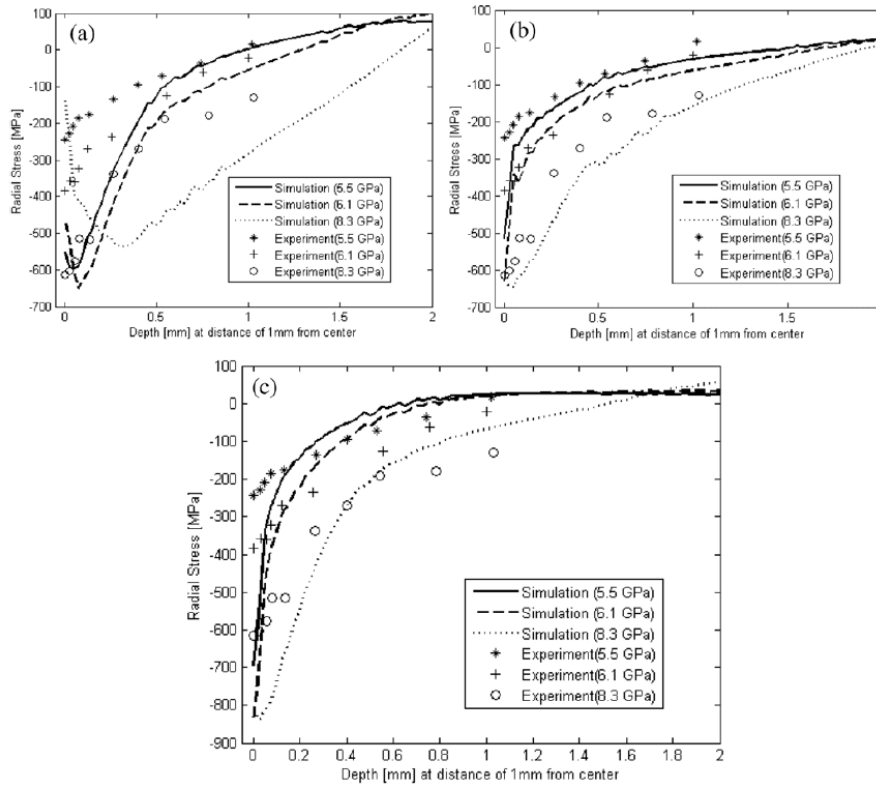 (a)
100
0
-100
-200
-300
-400
-500
-600
-700
Radial Stress [MPa]
Simulation (5.5 GPa)
Simulation (6.1 GPa)
Simulation (8.3 GPa)
Experiment(5.5 GPa)
Experiment (6.1 GPa)
Experiment (8.3 GPa)
0 0.5 1 1.5 2
Depth [mm] at distance of 1mm from center
(b)
100
0
-100
-200
-300
-400
-500
-600
-700
Radial Stress [MPa]
Simulation (5.5 GPa)
Simulation (6.1 GPa)
Simulation (8.3 GPa)
Experiment(5.5 GPa)
Experiment(6.1 GPa)
Experiment(8.3 GPa)
0 0.5 1 1.5
Depth [mm] at distance of 1mm from center
(c)
100
0
-100
-200
-300
-400
-500
-600
-700
-800
-900
Radial Stress [MPa]
Simulation (5.5 GPa)
Simulation (6.1 GPa)
Simulation (8.3 GPa)
Experiment(5.5 GPa)
Experiment(6.1 GPa)
Experiment(8.3 GPa)
0 0.2 0.4 0.6 0.8 1 1.2 1.4 1.6 1.8 2
Depth [mm] at distance of 1mm from center